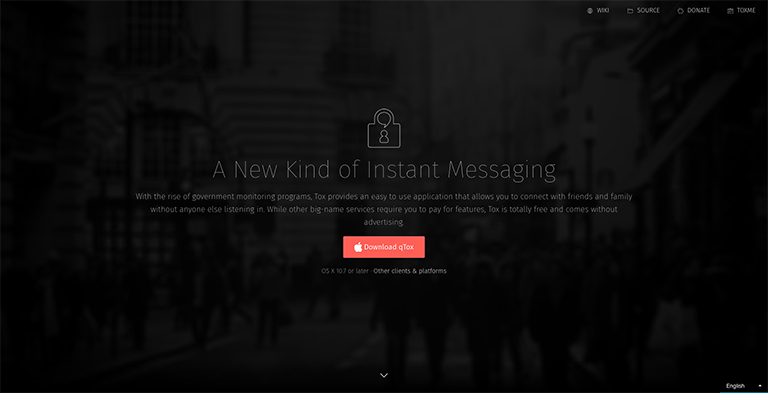 WIKI SOURCE DONATE TOXME
A New Kind of Instant Messaging
With the rise of government monitoring programs, Tox provides an easy to use application that allows you to connect with friends and family
without anyone else listening in. While other big-name services require you to pay for features, Tox is totally free and comes without
advertising.
Download qTox
OS X 10.7 or later · Other clients & platforms
English